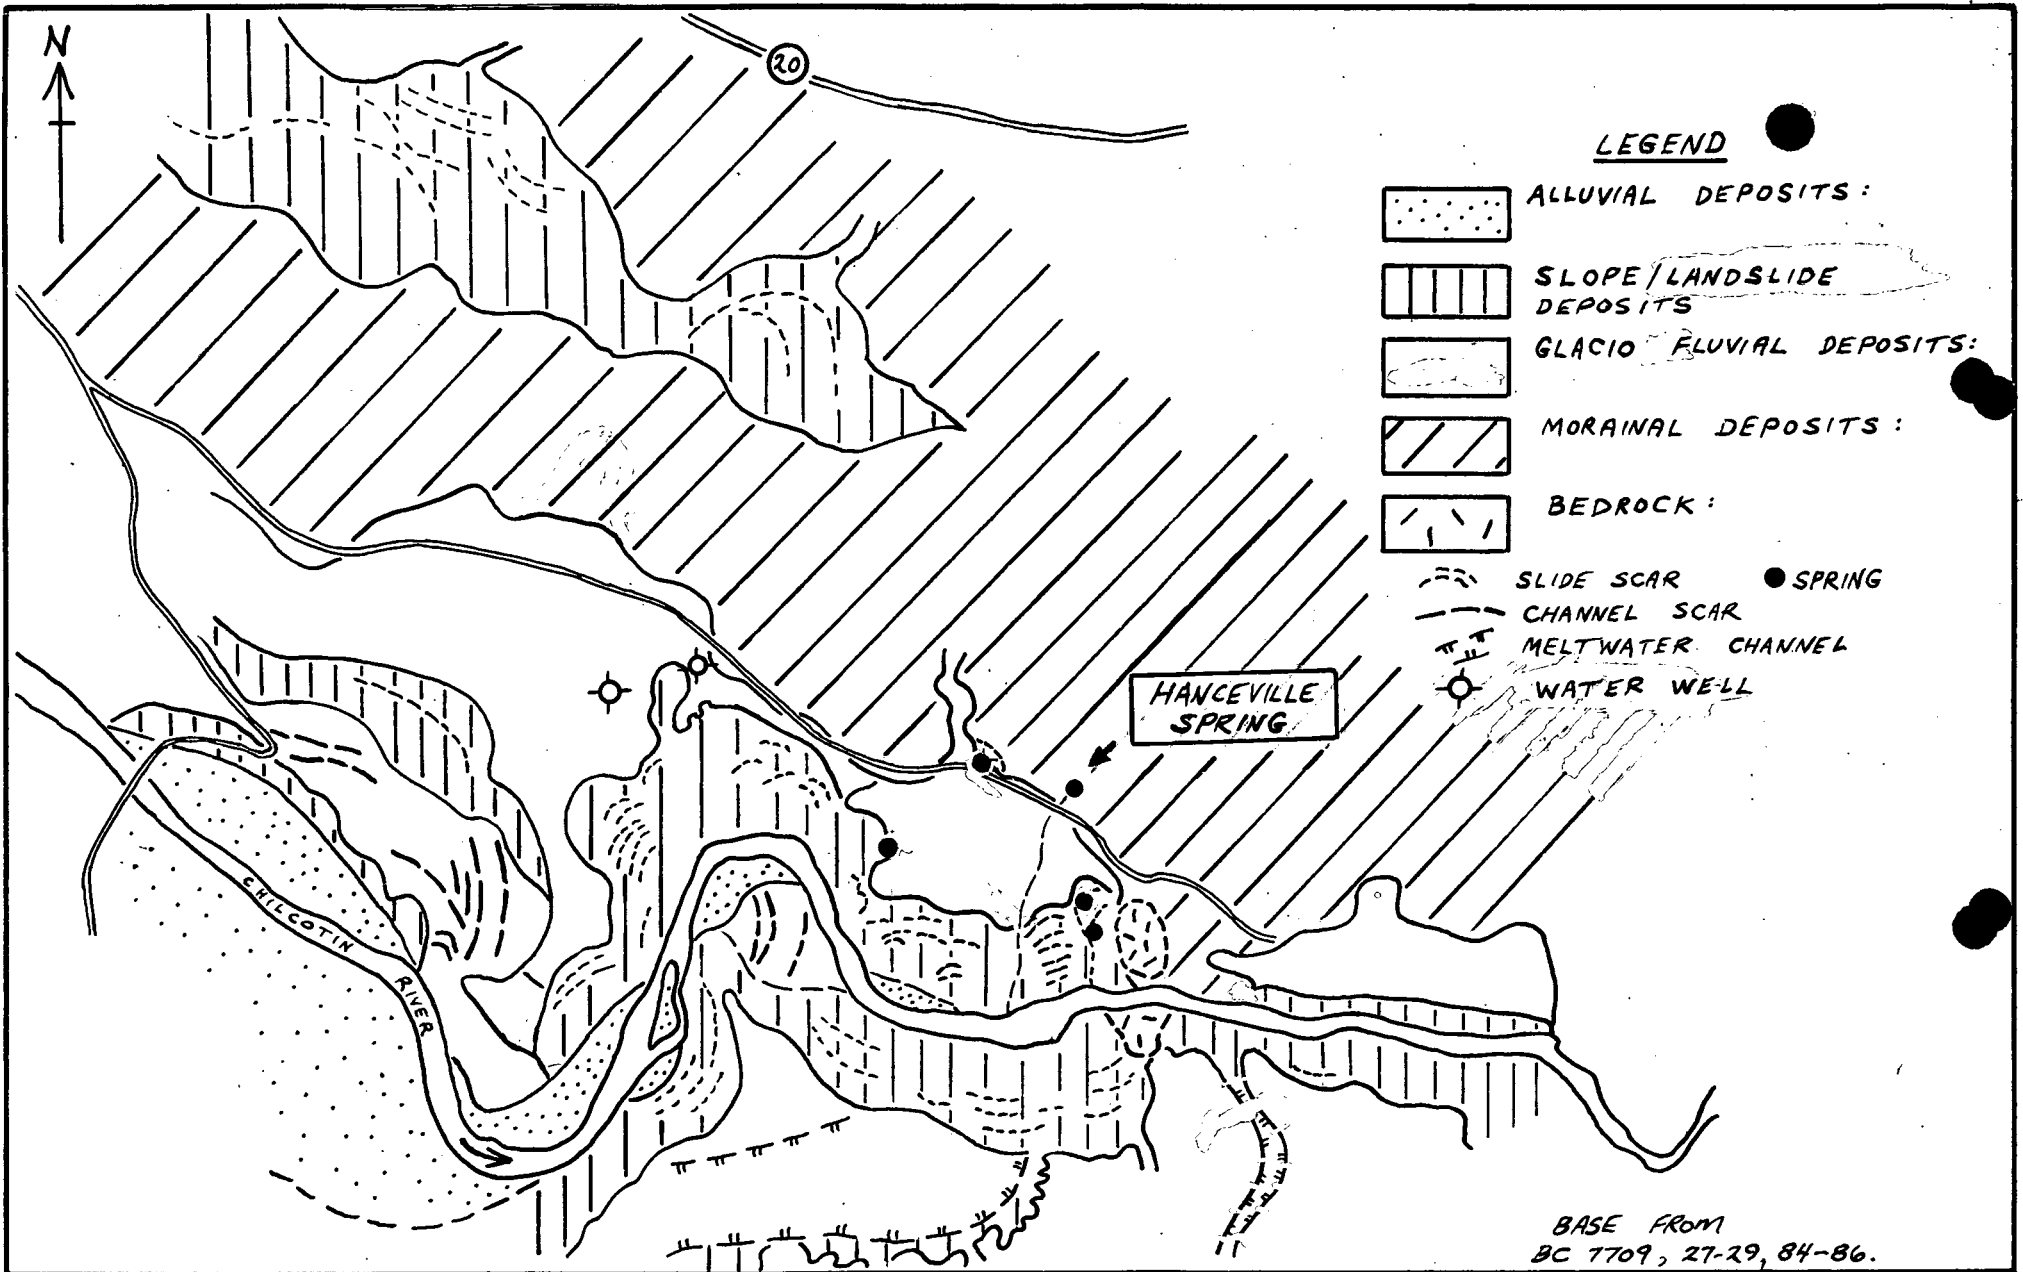 N
20
LEGEND
ALLUVIAL DEPOSITS:
SLOPE/LANDSLIDE
DEPOSITS
GLACIO FLUVIAL DEPOSITS:
MORAINAL DEPOSITS:
BEDROCK:
SLIDE SCAR
SPRING
CHANNEL SCAR
MELTWATER CHANNEL
WATER WELL
HANCEVILLE
SPRING
CHILCOTIN
RIVER
BASE FROM
BC 7709, 27-29, 84-86.